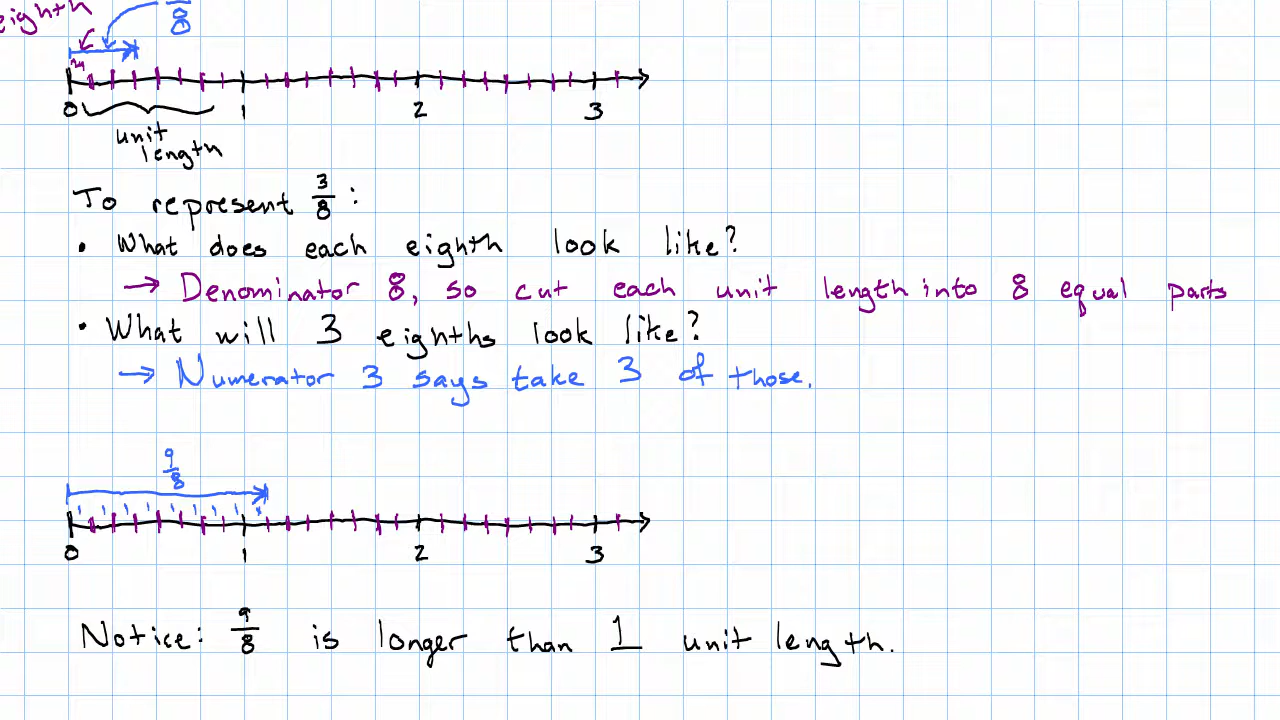 eighth
8
0 1 2 3
unit
length
To represent 3/8:
• What does each eighth look like?
→ Denominator 8, so cut each unit length into 8 equal parts
• What will 3 eighths look like?
→ Numerator 3 says take 3 of those.
9/8
0 1 2 3
Notice: 9/8 is longer than 1 unit length.